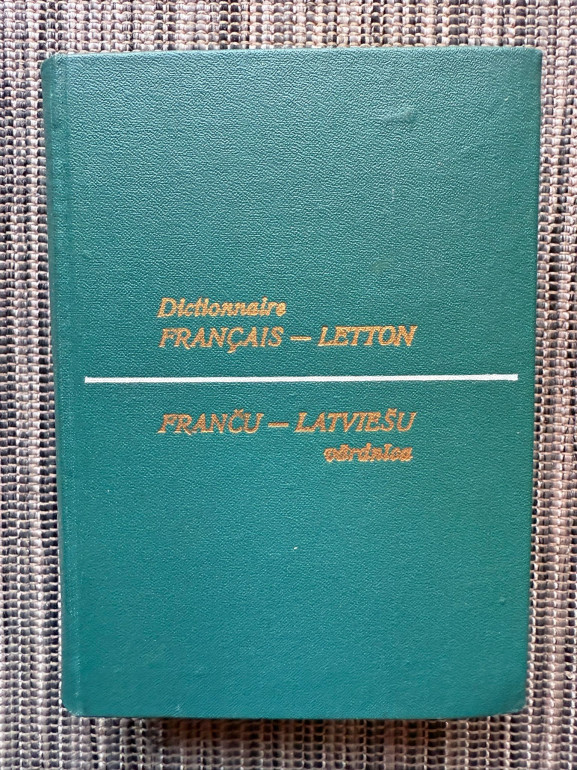 Dictionnaire
FRANÇAIS — LETTON
FRANČU — LATVIEŠU
vārdnīca